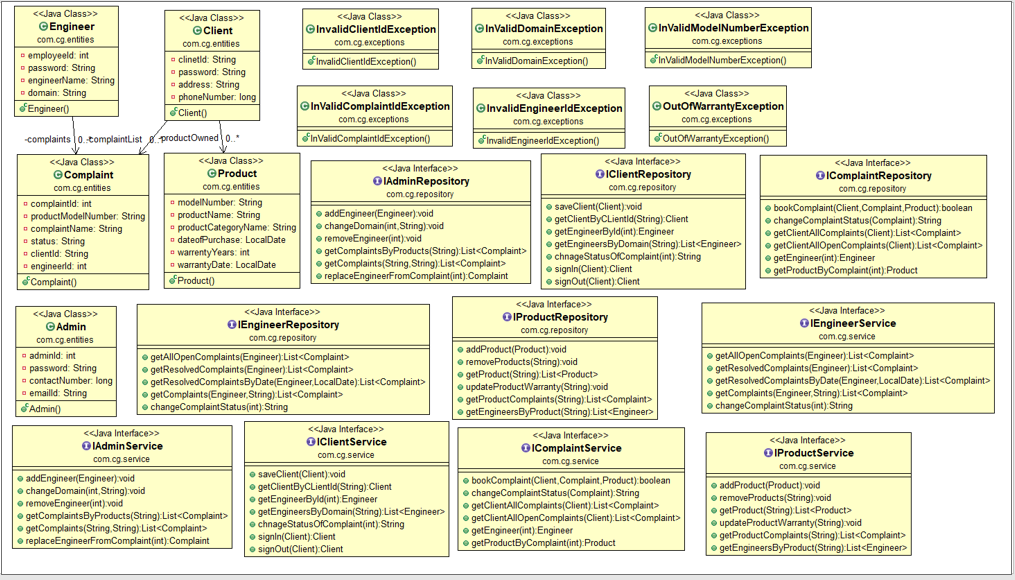 <<Java Class>>
Engineer
com.cg.entities
employeeId: int
password: String
engineerName: String
domain: String
Engineer()
<<Java Class>>
Client
com.cg.entities
clinetId: String
password: String
address: String
phoneNumber: long
Client()
<<Java Class>>
InvalidClientIdException
com.cg.exceptions
InvalidClientIdException()
<<Java Class>>
InValidDomainException
com.cg.exceptions
InValidDomainException()
<<Java Class>>
InValidModelNumberException
com.cg.exceptions
InValidModelNumberException()
<<Java Class>>
InValidComplaintIdException
com.cg.exceptions
InValidComplaintIdException()
<<Java Class>>
InvalidEngineerIdException
com.cg.exceptions
InvalidEngineerIdException()
<<Java Class>>
OutOfWarrantyException
com.cg.exceptions
OutOfWarrantyException()
-complaints 0..*
-complaintList 0..*
-productOwned 0..*
<<Java Class>>
Complaint
com.cg.entities
complaintId: int
productModelNumber: String
complaintName: String
status: String
clientId: String
engineerId: int
Complaint()
<<Java Class>>
Product
com.cg.entities
modelNumber: String
productName: String
productCategoryName: String
dateofPurchase: LocalDate
warrentyYears: int
warrantyDate: LocalDate
Product()
<<Java Interface>>
IAdminRepository
com.cg.repository
addEngineer(Engineer):void
changeDomain(int,String):void
removeEngineer(int):void
getComplaintsByProducts(String):List<Complaint>
getComplaints(String,String):List<Complaint>
replaceEngineerFromComplaint(int):Complaint
<<Java Interface>>
IClientRepository
com.cg.repository
saveClient(Client):void
getClientByCLientId(String):Client
getEngineerById(int):Engineer
getEngineersByDomain(String):List<Engineer>
chnageStatusOfComplaint(int):String
signIn(Client):Client
signOut(Client):Client
<<Java Interface>>
IComplaintRepository
com.cg.repository
bookComplaint(Client,Complaint,Product):boolean
changeComplaintStatus(Complaint):String
getClientAllComplaints(Client):List<Complaint>
getClientAllOpenComplaints(Client):List<Complaint>
getEngineer(int):Engineer
getProductByComplaint(int):Product
<<Java Class>>
Admin
com.cg.entities
adminId: int
password: String
contactNumber: long
emailId: String
Admin()
<<Java Interface>>
IEngineerRepository
com.cg.repository
getAllOpenComplaints(Engineer):List<Complaint>
getResolvedComplaints(Engineer):List<Complaint>
getResolvedComplaintsByDate(Engineer,LocalDate):List<Complaint>
getComplaints(Engineer,String):List<Complaint>
changeComplaintStatus(int):String
<<Java Interface>>
IProductRepository
com.cg.repository
addProduct(Product):void
removeProducts(String):void
getProduct(String):List<Product>
updateProductWarranty(String):void
getProductComplaints(String):List<Complaint>
getEngineersByProduct(String):List<Engineer>
<<Java Interface>>
IEngineerService
com.cg.service
getAllOpenComplaints(Engineer):List<Complaint>
getResolvedComplaints(Engineer):List<Complaint>
getResolvedComplaintsByDate(Engineer,LocalDate):List<Complaint>
getComplaints(Engineer,String):List<Complaint>
changeComplaintStatus(int):String
<<Java Interface>>
IAdminService
com.cg.service
addEngineer(Engineer):void
changeDomain(int,String):void
removeEngineer(int):void
getComplaintsByProducts(String):List<Complaint>
getComplaints(String,String):List<Complaint>
replaceEngineerFromComplaint(int):Complaint
<<Java Interface>>
IClientService
com.cg.service
saveClient(Client):void
getClientByCLientId(String):Client
getEngineerById(int):Engineer
getEngineersByDomain(String):List<Engineer>
chnageStatusOfComplaint(int):String
signIn(Client):Client
signOut(Client):Client
<<Java Interface>>
IComplaintService
com.cg.service
bookComplaint(Client,Complaint,Product):boolean
changeComplaintStatus(Complaint):String
getClientAllComplaints(Client):List<Complaint>
getClientAllOpenComplaints(Client):List<Complaint>
getEngineer(int):Engineer
getProductByComplaint(int):Product
<<Java Interface>>
IProductService
com.cg.service
addProduct(Product):void
removeProducts(String):void
getProduct(String):List<Product>
updateProductWarranty(String):void
getProductComplaints(String):List<Complaint>
getEngineersByProduct(String):List<Engineer>